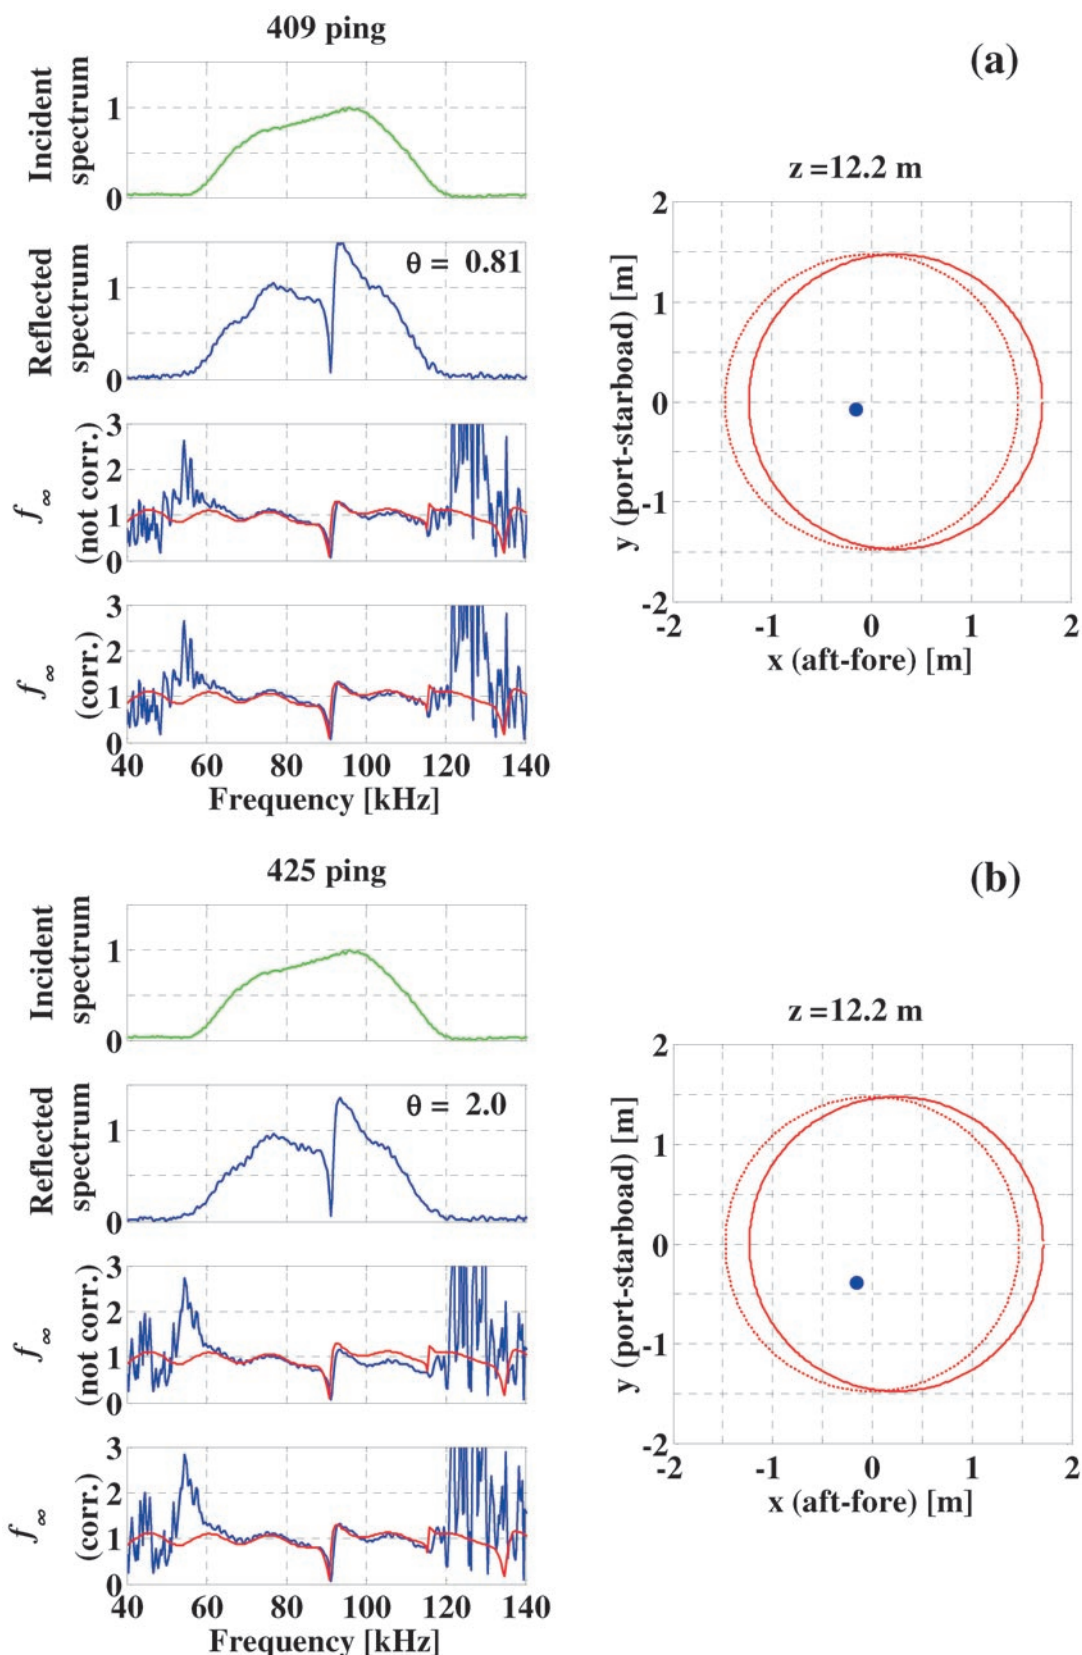 409 ping
(a)
Incident
spectrum
1
0
Reflected
spectrum
θ = 0.81
1
0
f∞
(not corr.)
3
2
1
0
f∞
(corr.)
3
2
1
0
40 60 80 100 120 140
Frequency [kHz]
z =12.2 m
y (port-starboad) [m]
2
1
0
-1
-2
-2 -1 0 1 2
x (aft-fore) [m]
425 ping
(b)
Incident
spectrum
1
0
Reflected
spectrum
θ = 2.0
1
0
f∞
(not corr.)
3
2
1
0
f∞
(corr.)
3
2
1
0
40 60 80 100 120 140
Frequency [kHz]
z =12.2 m
y (port-starboad) [m]
2
1
0
-1
-2
-2 -1 0 1 2
x (aft-fore) [m]